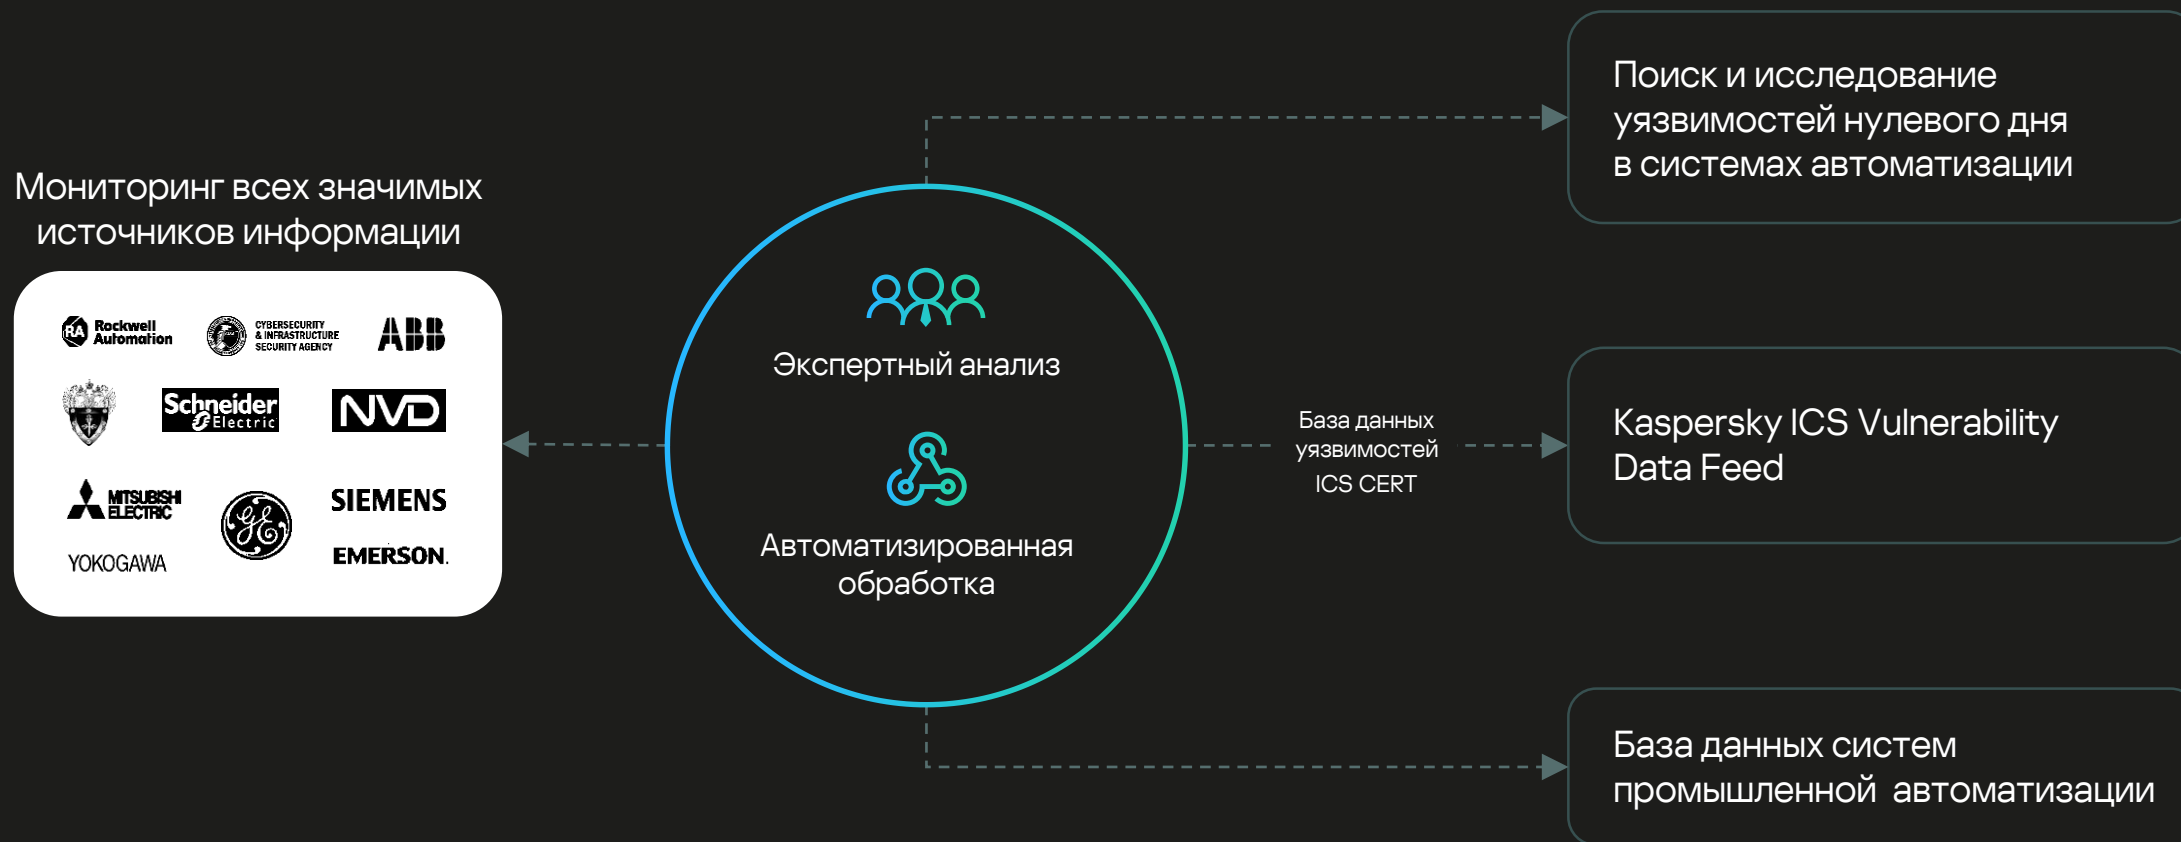 Мониторинг всех значимых
источников информации
Rockwell
Automation
RA
CYBERSECURITY
& INFRASTRUCTURE
SECURITY AGENCY
ABB
Schneider
Electric
NVD
MITSUBISHI
ELECTRIC
GE
SIEMENS
YOKOGAWA
EMERSON.
Экспертный анализ
Автоматизированная
обработка
База данных
уязвимостей
ICS CERT
Поиск и исследование
уязвимостей нулевого дня
в системах автоматизации
Kaspersky ICS Vulnerability
Data Feed
База данных систем
промышленной автоматизации